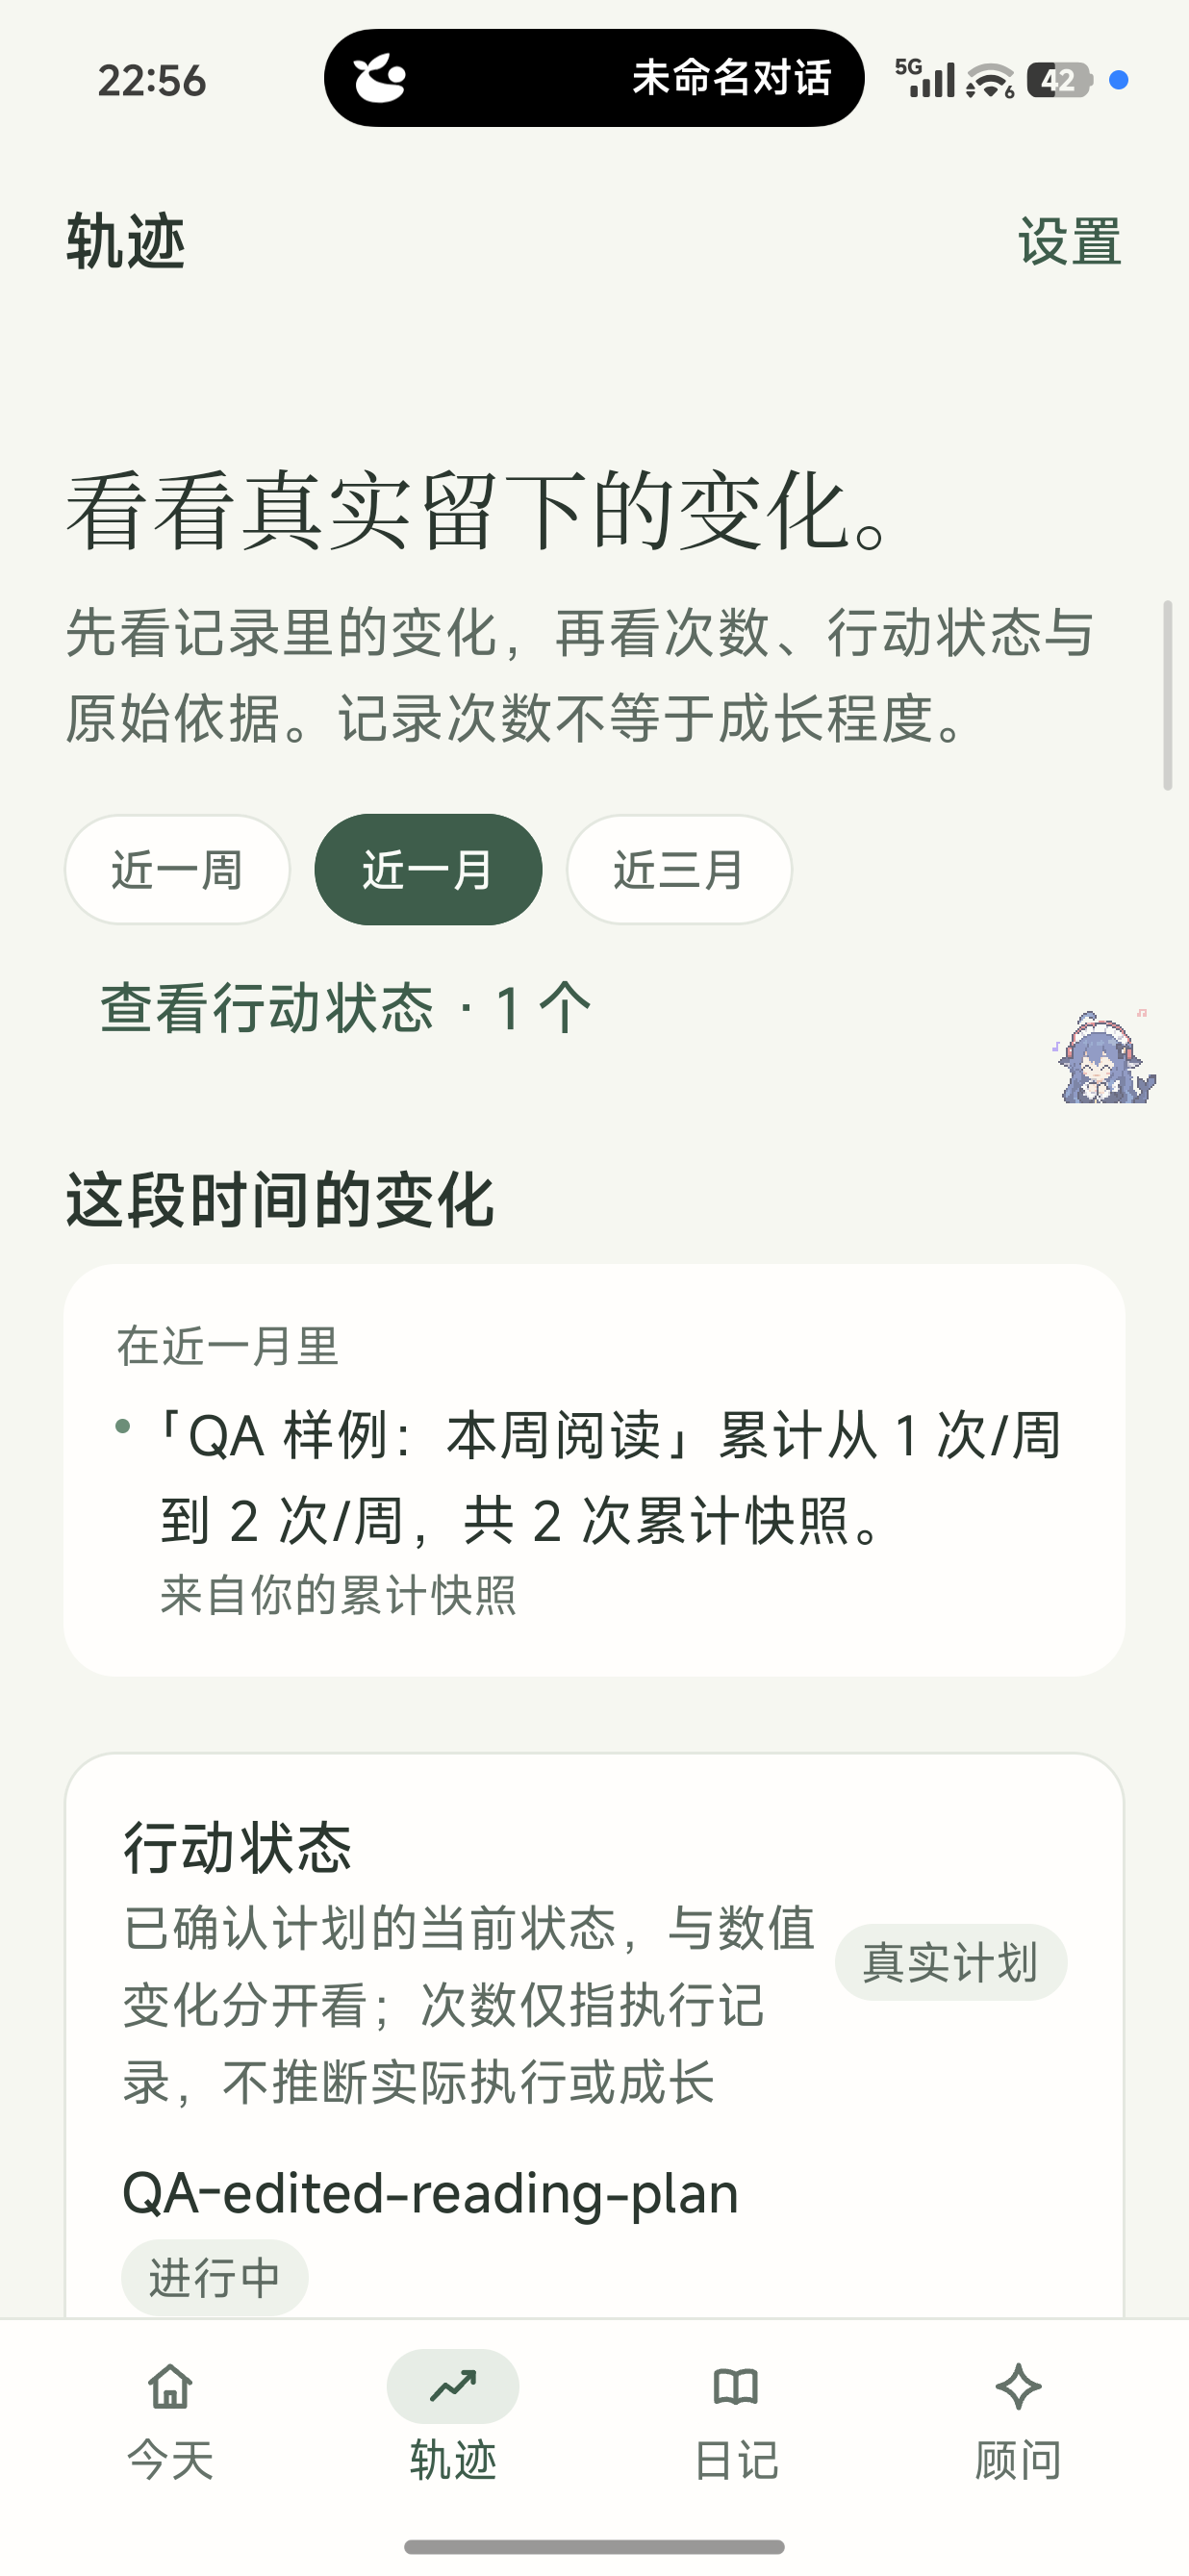 22:56
未命名对话
5G
6
42
轨迹
设置
看看真实留下的变化。
先看记录里的变化，再看次数、行动状态与
原始依据。记录次数不等于成长程度。
近一周
近一月
近三月
查看行动状态 · 1 个
这段时间的变化
在近一月里
「QA 样例：本周阅读」累计从 1 次/周
到 2 次/周，共 2 次累计快照。
来自你的累计快照
行动状态
已确认计划的当前状态，与数值
变化分开看；次数仅指执行记
录，不推断实际执行或成长
真实计划
QA-edited-reading-plan
进行中
今天
轨迹
日记
顾问